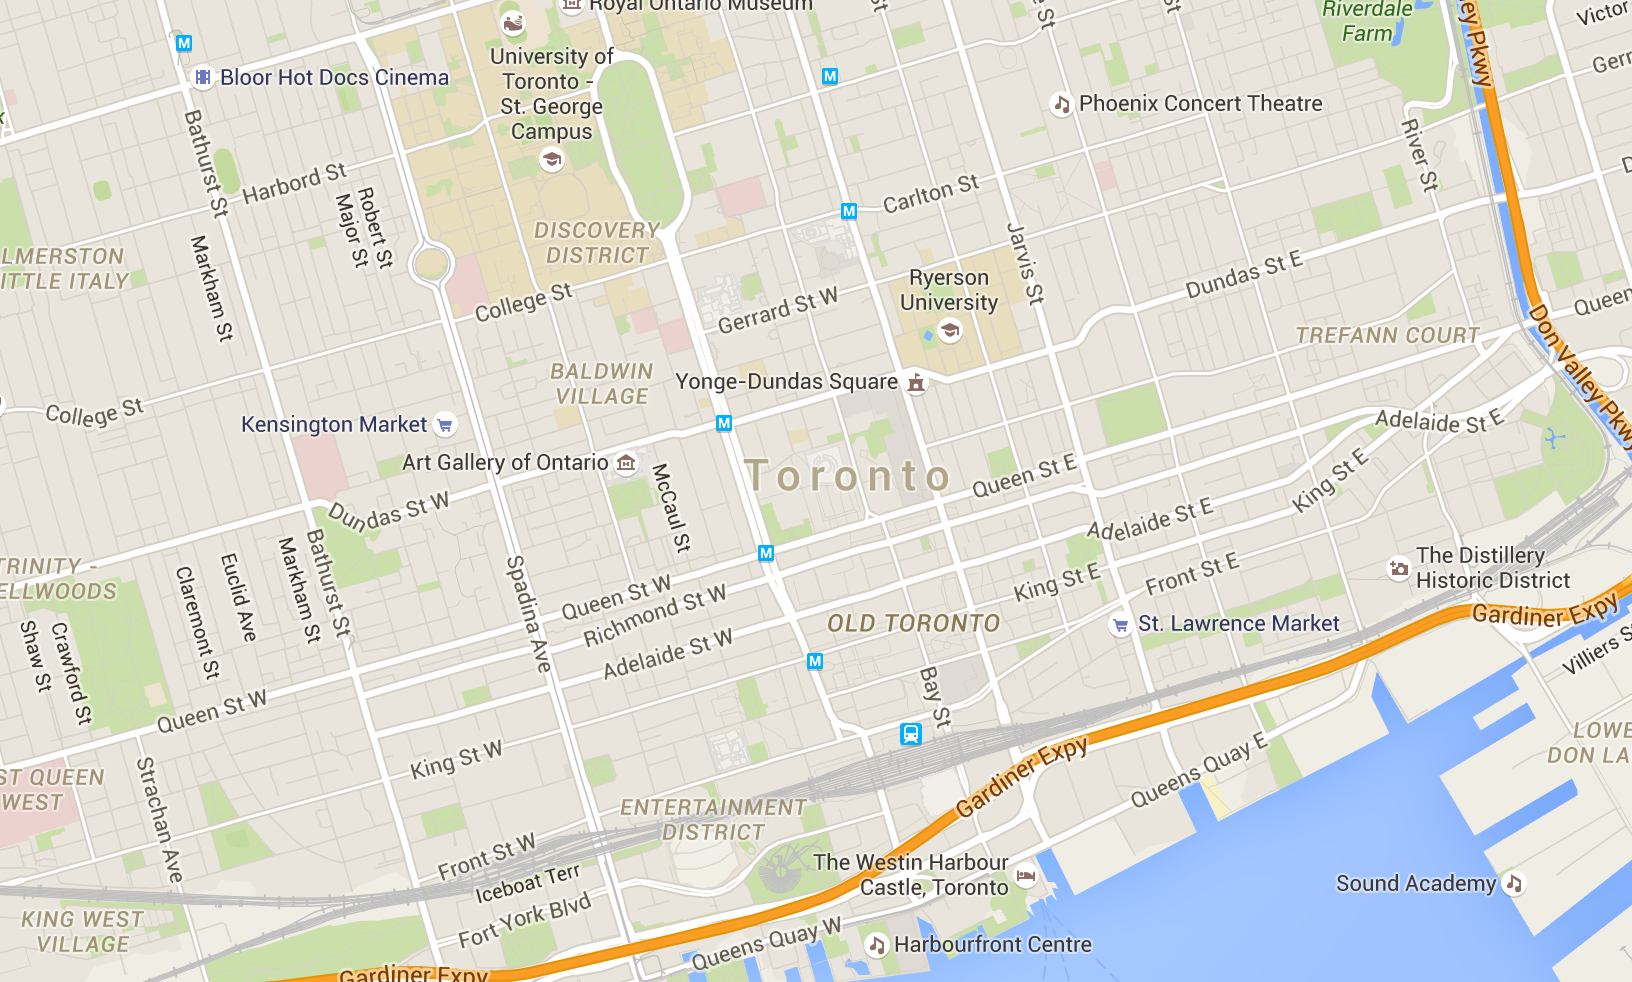 Royal Ontario Museum
Riverdale
Farm
Victor
Pkwy
M
University of
Toronto -
St. George
Campus
M
Bloor Hot Docs Cinema
M
Phoenix Concert Theatre
Gerr
Bathurst St
Harbord St
River St
Robert St
Major St
Carlton St
M
DISCOVERY
DISTRICT
Jarvis St
LMERSTON
ITTLE ITALY
Markham St
Ryerson
University
Dundas St E
College St
Gerrard St W
Queen
TREFANN COURT
Don Valley Pkwy
BALDWIN
VILLAGE
Yonge-Dundas Square
College St
Kensington Market
M
Adelaide St E
Art Gallery of Ontario
McCaul St
Toronto
Queen St E
King St E
Dundas St W
Adelaide St E
Bathurst St
Markham St
Euclid Ave
Claremont St
TRINITY -
ELLWOODS
Spadina Ave
M
The Distillery
Historic District
Queen St W
Richmond St W
King St E
Front St E
Gardiner Expy
Shaw St
Crawford St
OLD TORONTO
St. Lawrence Market
Villiers S
Adelaide St W
M
Bay St
Queen St W
King St W
Gardiner Expy
Queens Quay E
LOWE
DON LA
ST QUEEN
WEST
Strachan Ave
ENTERTAINMENT
DISTRICT
Front St W
Iceboat Terr
The Westin Harbour
Castle, Toronto
Sound Academy
KING WEST
VILLAGE
Fort York Blvd
Queens Quay W
Harbourfront Centre
Gardiner Expy